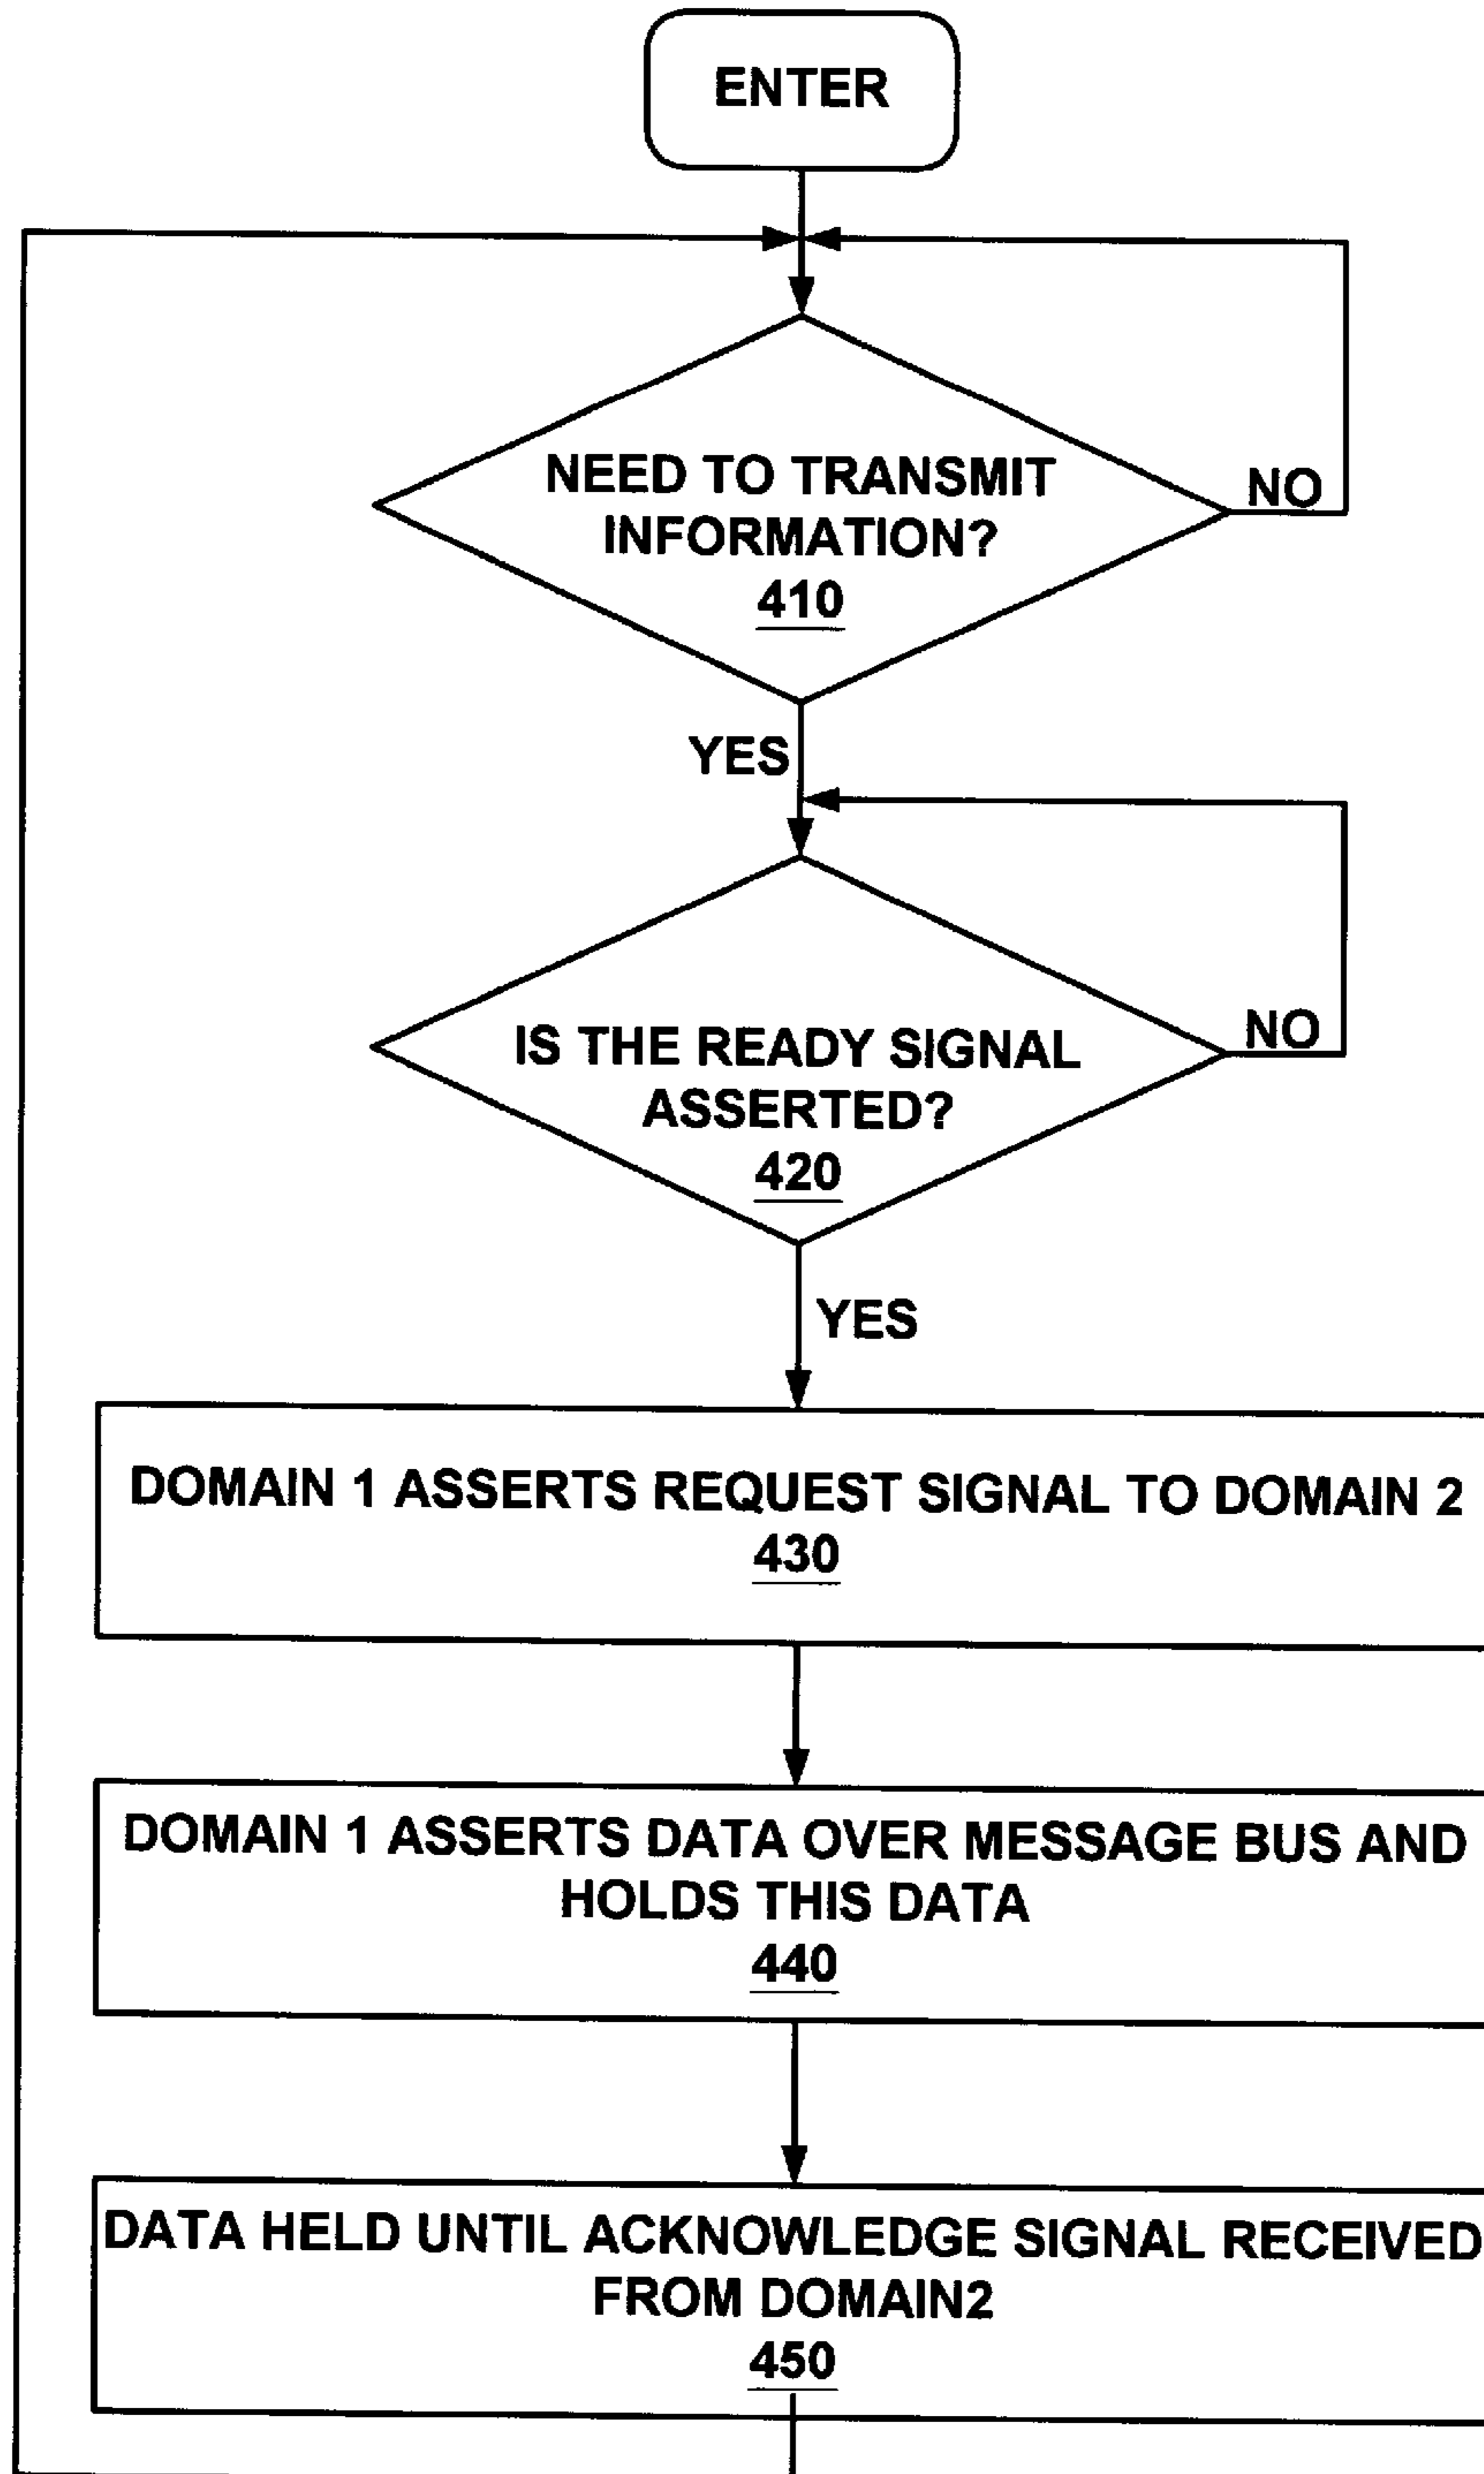 ENTER
NEED TO TRANSMIT
INFORMATION?
410
NO
YES
IS THE READY SIGNAL
ASSERTED?
420
NO
YES
DOMAIN 1 ASSERTS REQUEST SIGNAL TO DOMAIN 2
430
DOMAIN 1 ASSERTS DATA OVER MESSAGE BUS AND
HOLDS THIS DATA
440
DATA HELD UNTIL ACKNOWLEDGE SIGNAL RECEIVED
FROM DOMAIN2
450